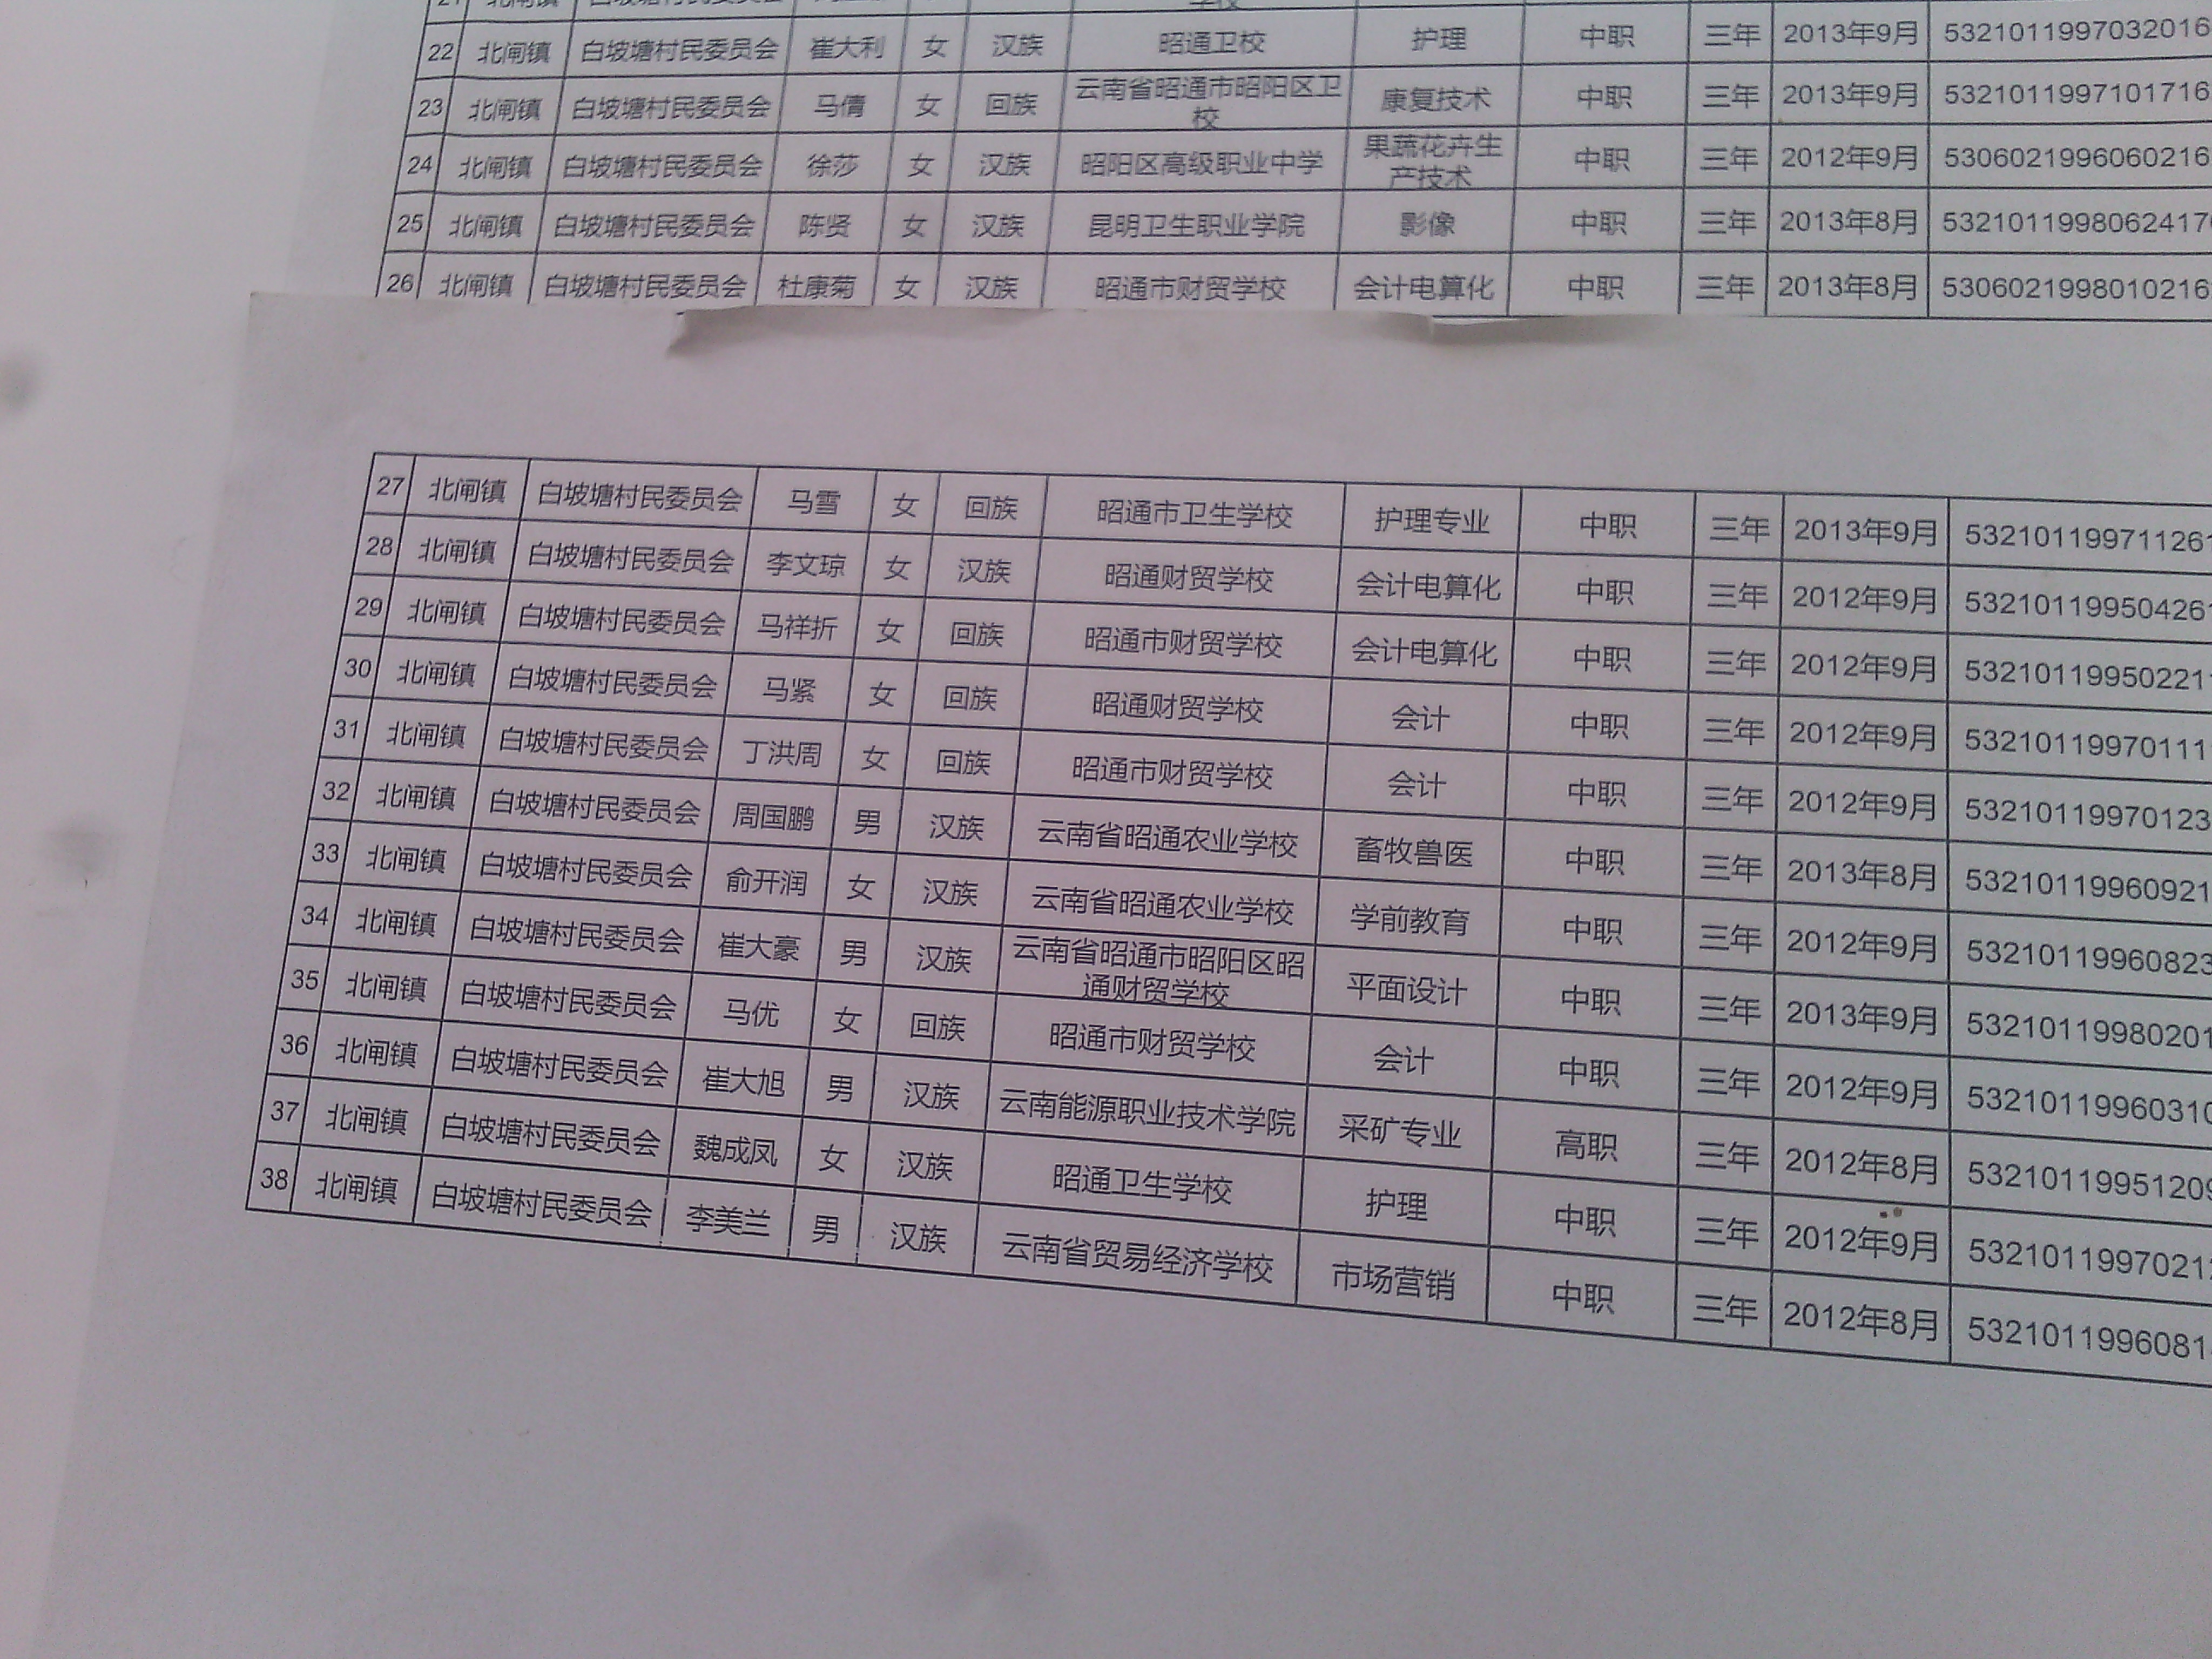 22 北闸镇 白坡塘村民委员会 崔大利 女 汉族 昭通卫校 护理 中职 三年 2013年9月 5321011997032016
23 北闸镇 白坡塘村民委员会 马倩 女 回族 云南省昭通市昭阳区卫校 康复技术 中职 三年 2013年9月 5321011997101716
24 北闸镇 白坡塘村民委员会 徐莎 女 汉族 昭阳区高级职业中学 果蔬花卉生产技术 中职 三年 2012年9月 5306021996060216
25 北闸镇 白坡塘村民委员会 陈贤 女 汉族 昆明卫生职业学院 影像 中职 三年 2013年8月 532101199806241
26 北闸镇 白坡塘村民委员会 杜康菊 女 汉族 昭通市财贸学校 会计电算化 中职 三年 2013年8月 5306021998010216
27 北闸镇 白坡塘村民委员会 马雪 女 回族 昭通市卫生学校 护理专业 中职 三年 2013年9月 532101199711261
28 北闸镇 白坡塘村民委员会 李文琼 女 汉族 昭通财贸学校 会计电算化 中职 三年 2012年9月 532101199504261
29 北闸镇 白坡塘村民委员会 马祥折 女 回族 昭通市财贸学校 会计电算化 中职 三年 2012年9月 532101199502211
30 北闸镇 白坡塘村民委员会 马紧 女 回族 昭通财贸学校 会计 中职 三年 2012年9月 53210119970111
31 北闸镇 白坡塘村民委员会 丁洪周 女 回族 昭通市财贸学校 会计 中职 三年 2012年9月 53210119970123
32 北闸镇 白坡塘村民委员会 周国鹏 男 汉族 云南省昭通农业学校 畜牧兽医 中职 三年 2013年8月 53210119960921
33 北闸镇 白坡塘村民委员会 俞开润 女 汉族 云南省昭通农业学校 学前教育 中职 三年 2012年9月 53210119960823
34 北闸镇 白坡塘村民委员会 崔大豪 男 汉族 云南省昭通市昭阳区昭通财贸学校 平面设计 中职 三年 2013年9月 53210119980201
35 北闸镇 白坡塘村民委员会 马优 女 回族 昭通市财贸学校 会计 中职 三年 2012年9月 53210119960310
36 北闸镇 白坡塘村民委员会 崔大旭 男 汉族 云南能源职业技术学院 采矿专业 高职 三年 2012年8月 53210119951209
37 北闸镇 白坡塘村民委员会 魏成凤 女 汉族 昭通卫生学校 护理 中职 三年 2012年9月 5321011997021
38 北闸镇 白坡塘村民委员会 李美兰 男 汉族 云南省贸易经济学校 市场营销 中职 三年 2012年8月 5321011996081